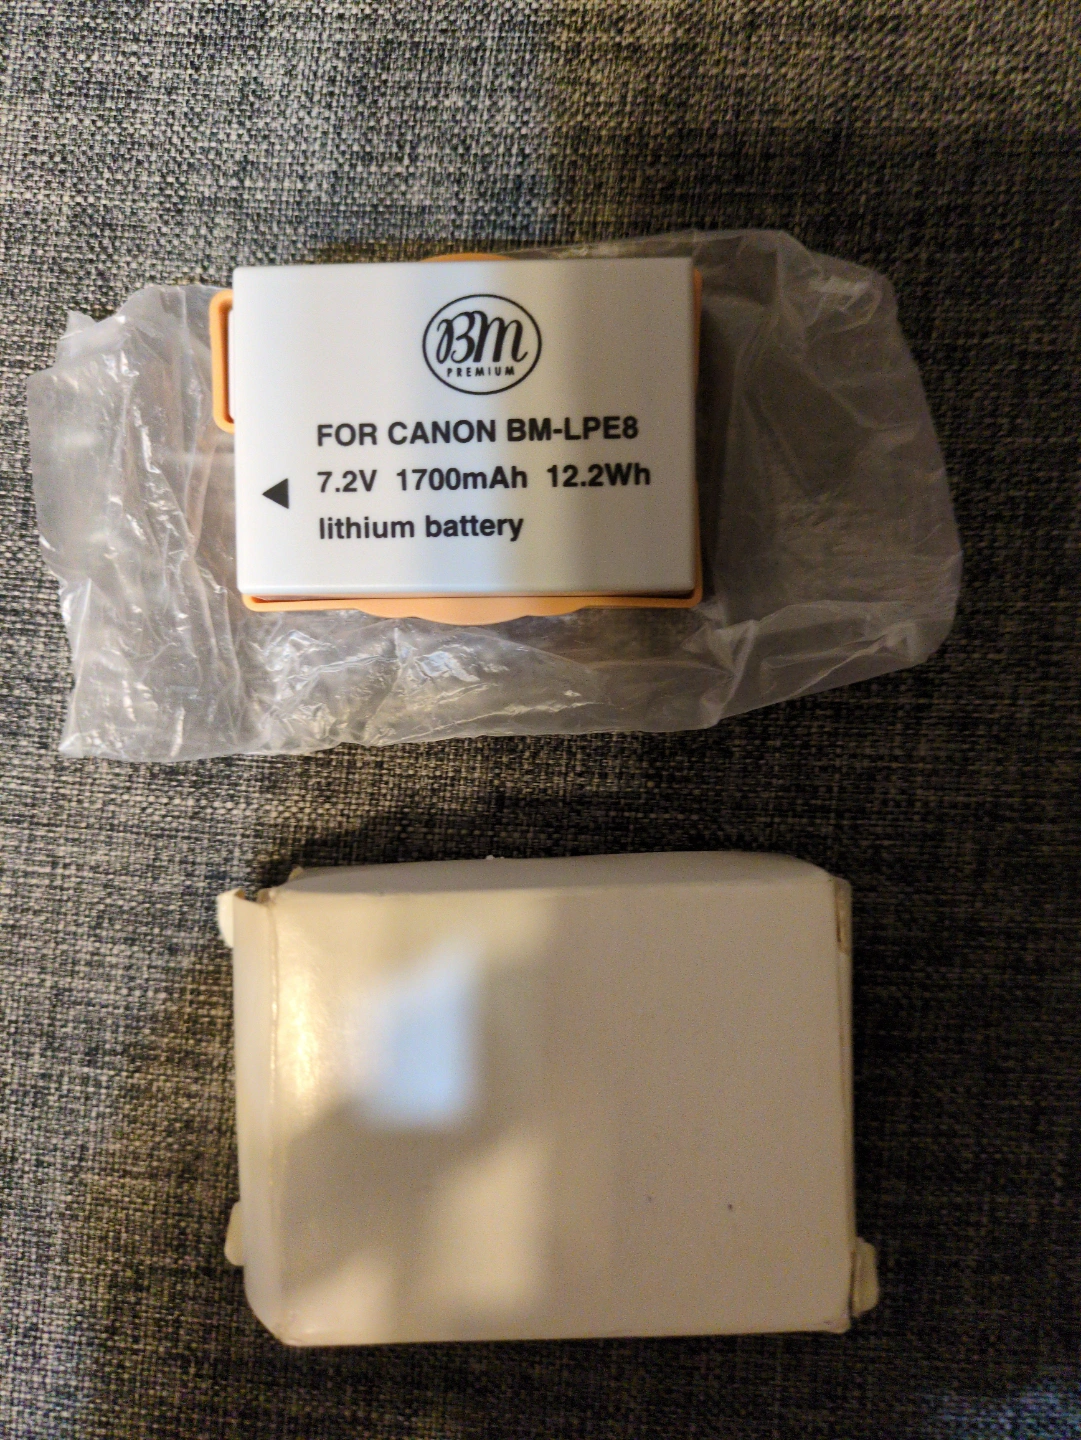 BM
PREMIUM
FOR CANON BM-LPE8
7.2V 1700mAh 12.2Wh
lithium battery